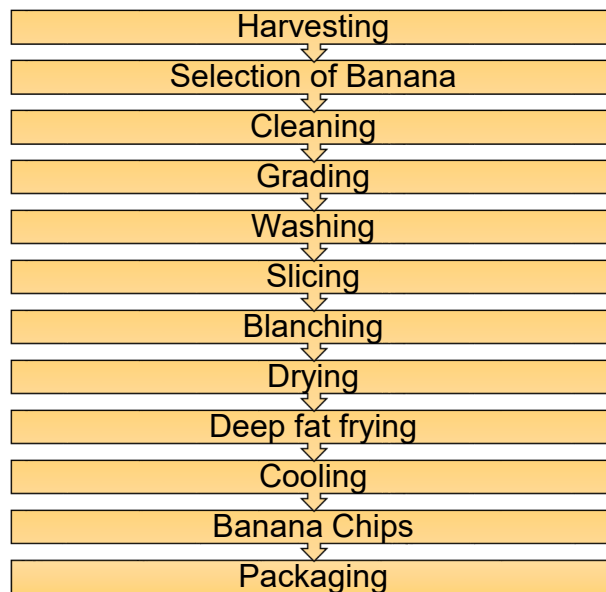 Harvesting
Selection of Banana
Cleaning
Grading
Washing
Slicing
Blanching
Drying
Deep fat frying
Cooling
Banana Chips
Packaging